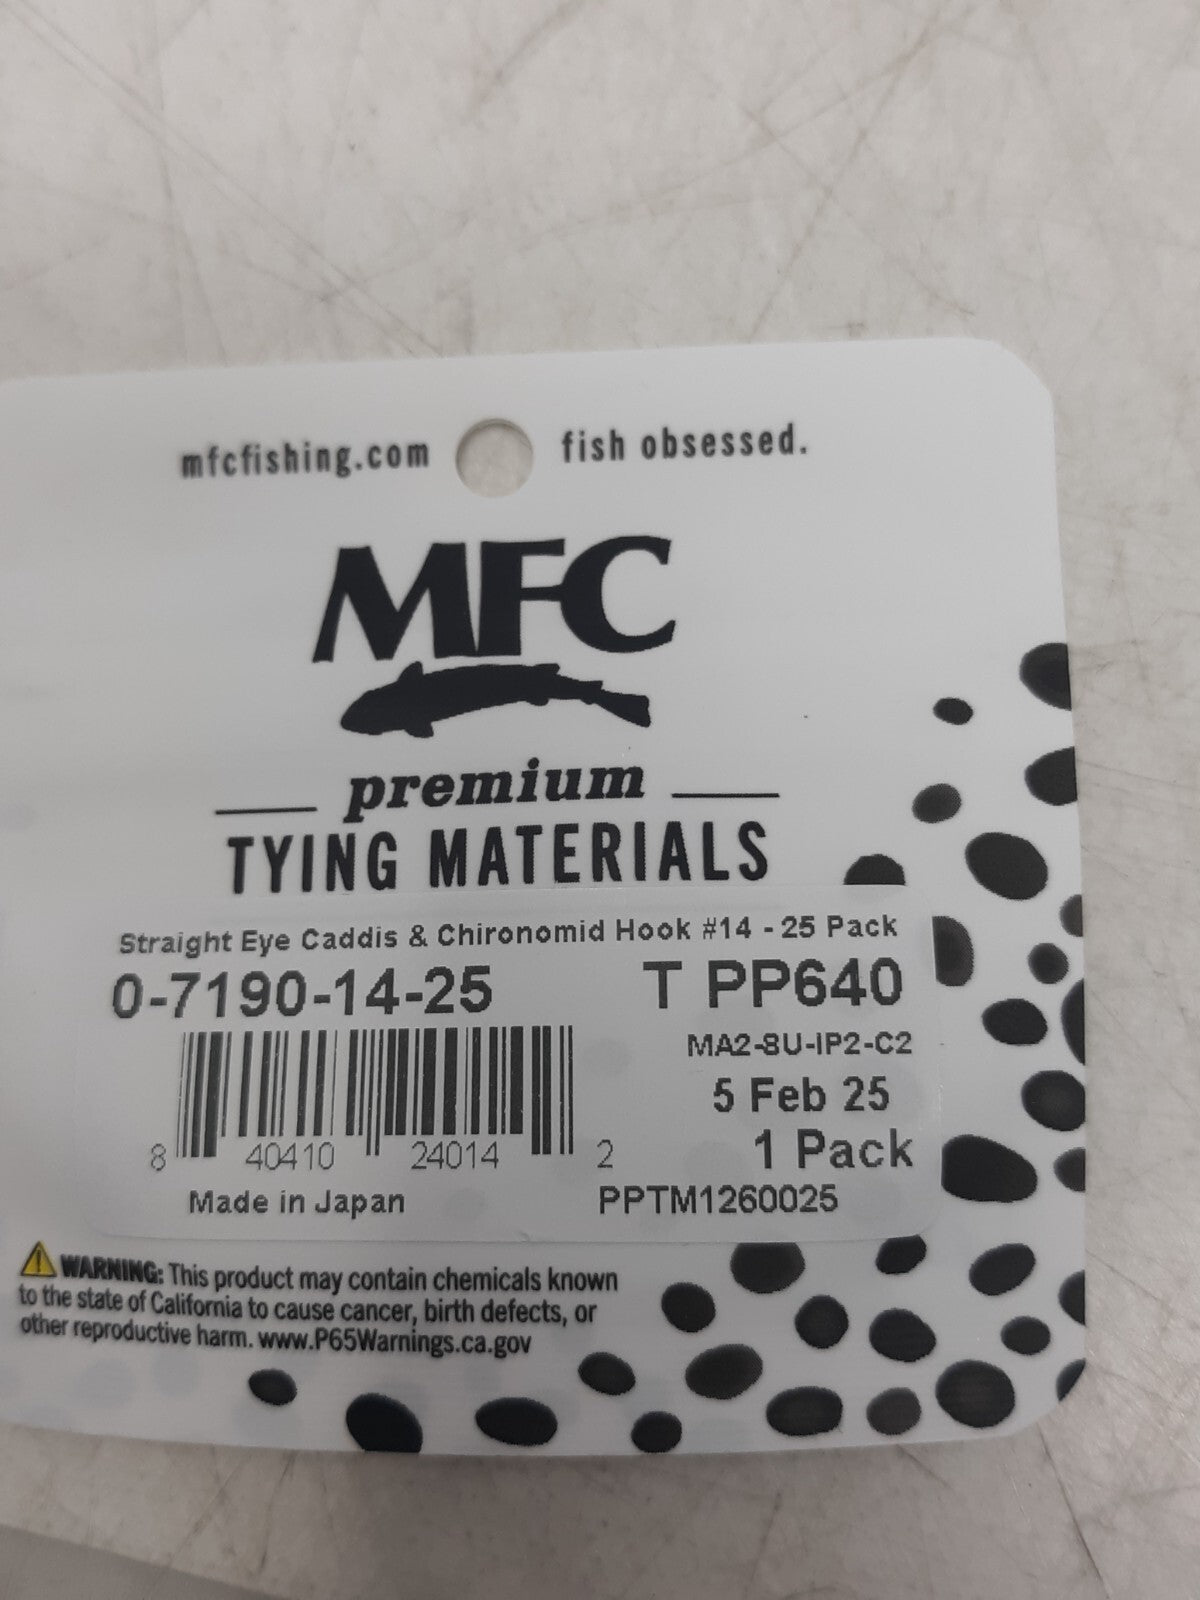 mfcfishing.com fish obsessed.
MFC
premium
TYING MATERIALS
Straight Eye Caddis & Chironomid Hook #14 - 25 Pack
0-7190-14-25 T PP640
MA2-8U-IP2-C2
5 Feb 25
1 Pack
8 40410 24014 2
Made in Japan PPTM1260025
WARNING: This product may contain chemicals known
to the state of California to cause cancer, birth defects, or
other reproductive harm. www.P65Warnings.ca.gov